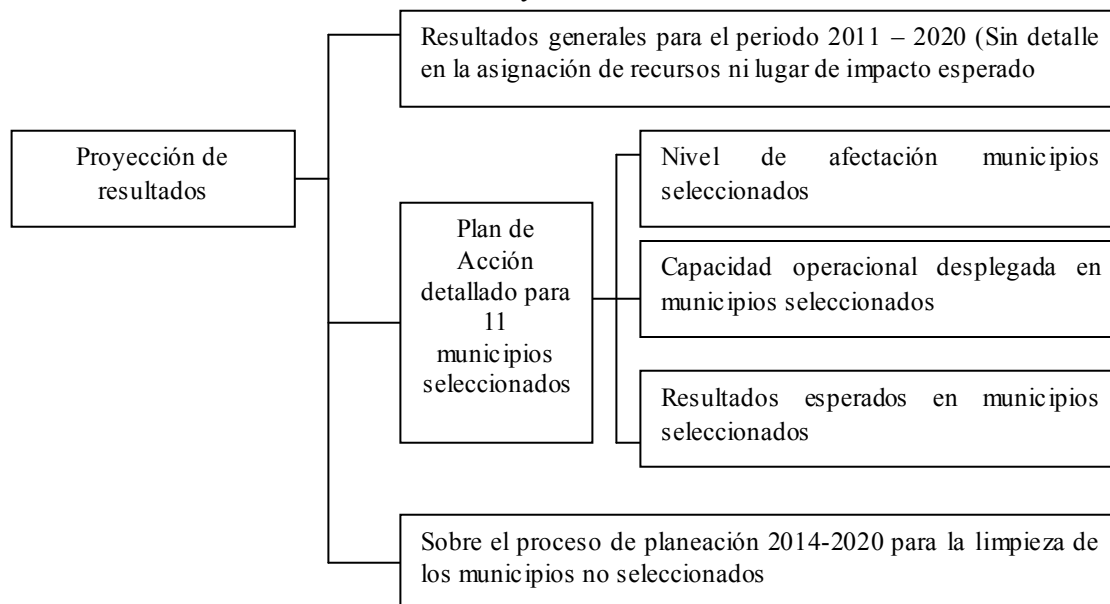 Resultados generales para el periodo 2011 – 2020 (Sin detalle
en la asignación de recursos ni lugar de impacto esperado
Proyección de
resultados
Plan de
Acción
detallado para
11
municipios
seleccionados
Nivel de afectación municipios
seleccionados
Capacidad operacional desplegada en
municipios seleccionados
Resultados esperados en municipios
seleccionados
Sobre el proceso de planeación 2014-2020 para la limpieza de
los municipios no seleccionados